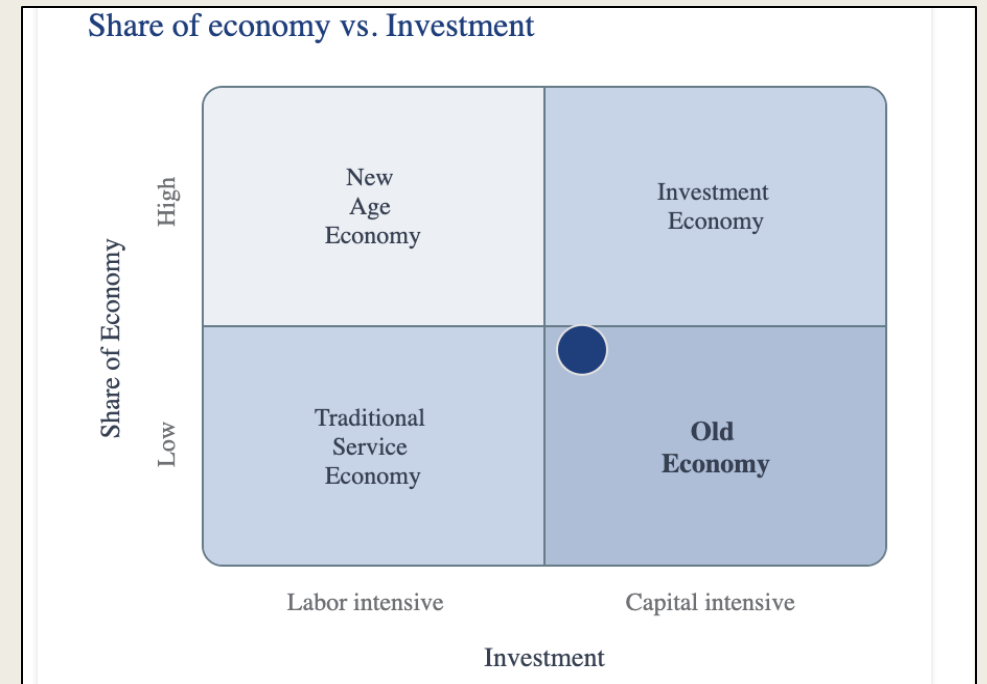 Share of economy vs. Investment
High
New
Age
Economy
Investment
Economy
Share of Economy
Low
Traditional
Service
Economy
Old
Economy
Labor intensive
Capital intensive
Investment